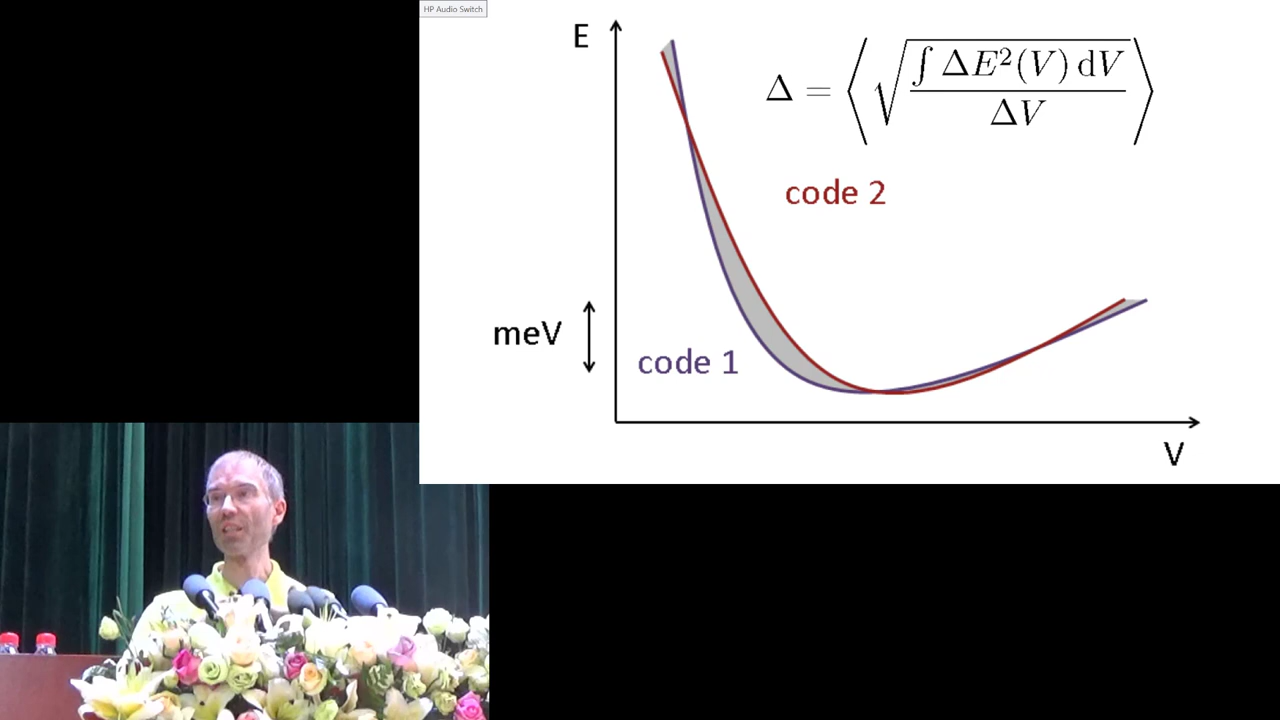 HP Audio Switch
E
Δ = ⟨√(∫ ΔE²(V) dV / ΔV)⟩
code 2
meV
code 1
V